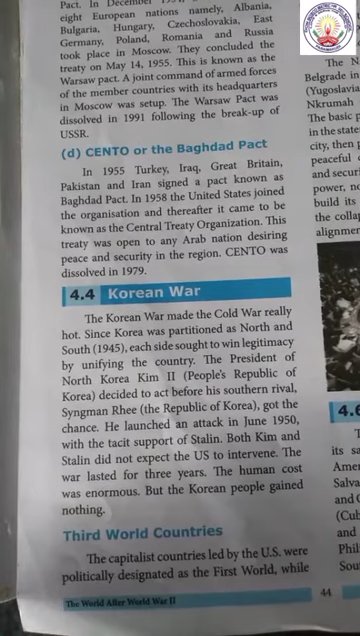 Pact. In December
eight European nations namely, Albania,
Bulgaria, Hungary, Czechoslovakia, East
Germany, Poland, Romania and Russia
took place in Moscow. They concluded the
treaty on May 14, 1955. This is known as the
Warsaw pact. A joint command of armed forces
of the member countries with its headquarters
in Moscow was setup. The Warsaw Pact was
dissolved in 1991 following the break-up of
USSR.
(d) CENTO or the Baghdad Pact
In 1955 Turkey, Iraq, Great Britain,
Pakistan and Iran signed a pact known as
Baghdad Pact. In 1958 the United States joined
the organisation and thereafter it came to be
known as the Central Treaty Organization. This
treaty was open to any Arab nation desiring
peace and security in the region. CENTO was
dissolved in 1979.
4.4 Korean War
The Korean War made the Cold War really
hot. Since Korea was partitioned as North and
South (1945), each side sought to win legitimacy
by unifying the country. The President of
North Korea Kim II (People's Republic of
Korea) decided to act before his southern rival,
Syngman Rhee (the Republic of Korea), got the
chance. He launched an attack in June 1950,
with the tacit support of Stalin. Both Kim and
Stalin did not expect the US to intervene. The
war lasted for three years. The human cost
was enormous. But the Korean people gained
nothing.
Third World Countries
The capitalist countries led by the U.S. were
politically designated as the First World, while
The World After World War II
44
The N
Belgrade in
(Yugoslavia
Nkrumah
The basic p
in the state
city, then p
peaceful
and securi
power, no
build its
the collap
alignmen
4.6
T
its sa
Amer
Salva
and C
(Cub
and
Phil
Sout